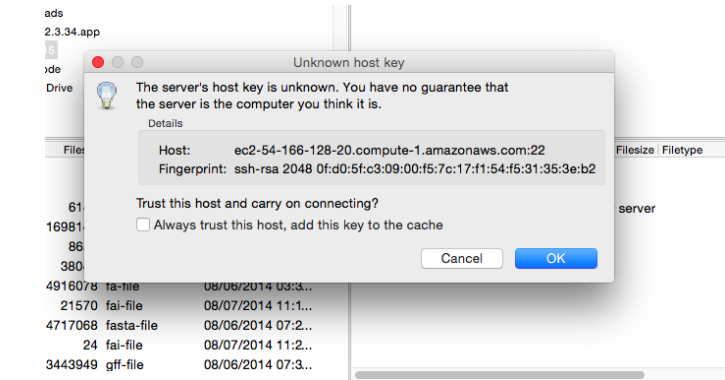 ads
2.3.34.app
5
ode
Drive
Unknown host key
The server's host key is unknown. You have no guarantee that
the server is the computer you think it is.
Details
Host: ec2-54-166-128-20.compute-1.amazonaws.com:22
Fingerprint: ssh-rsa 2048 0f:d0:5f:c3:09:00:f5:7c:17:f1:54:f5:31:35:3e:b2
Trust this host and carry on connecting?
Always trust this host, add this key to the cache
Cancel OK
Files Filesize Filetype
61 server
16981
86
380
4916078 fa-file 08/06/2014 03:3...
21570 fai-file 08/07/2014 11:1...
4717068 fasta-file 08/06/2014 07:2...
24 fai-file 08/07/2014 11:2...
3443949 gff-file 08/06/2014 07:3...